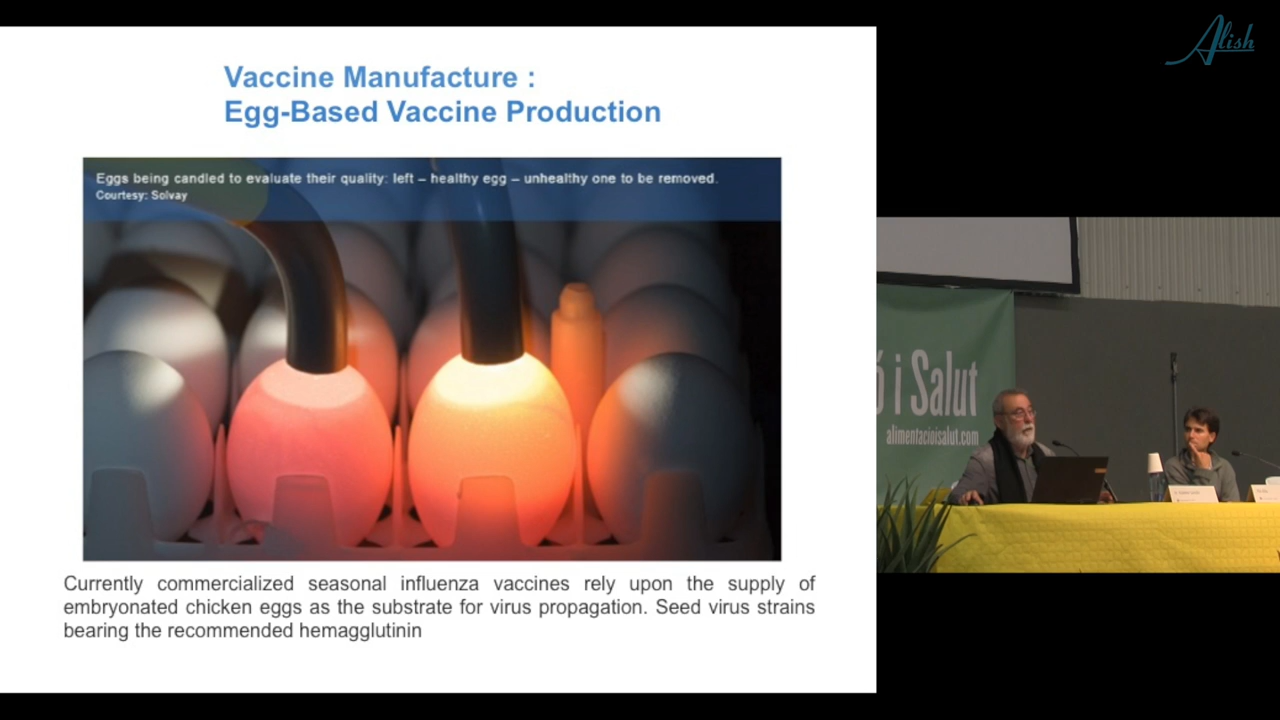 Alish
Vaccine Manufacture :
Egg-Based Vaccine Production
Eggs being candled to evaluate their quality: left – healthy egg – unhealthy one to be removed.
Courtesy: Solvay
Currently commercialized seasonal influenza vaccines rely upon the supply of
embryonated chicken eggs as the substrate for virus propagation. Seed virus strains
bearing the recommended hemagglutinin
ó i Salut
alimentacioisalut.com